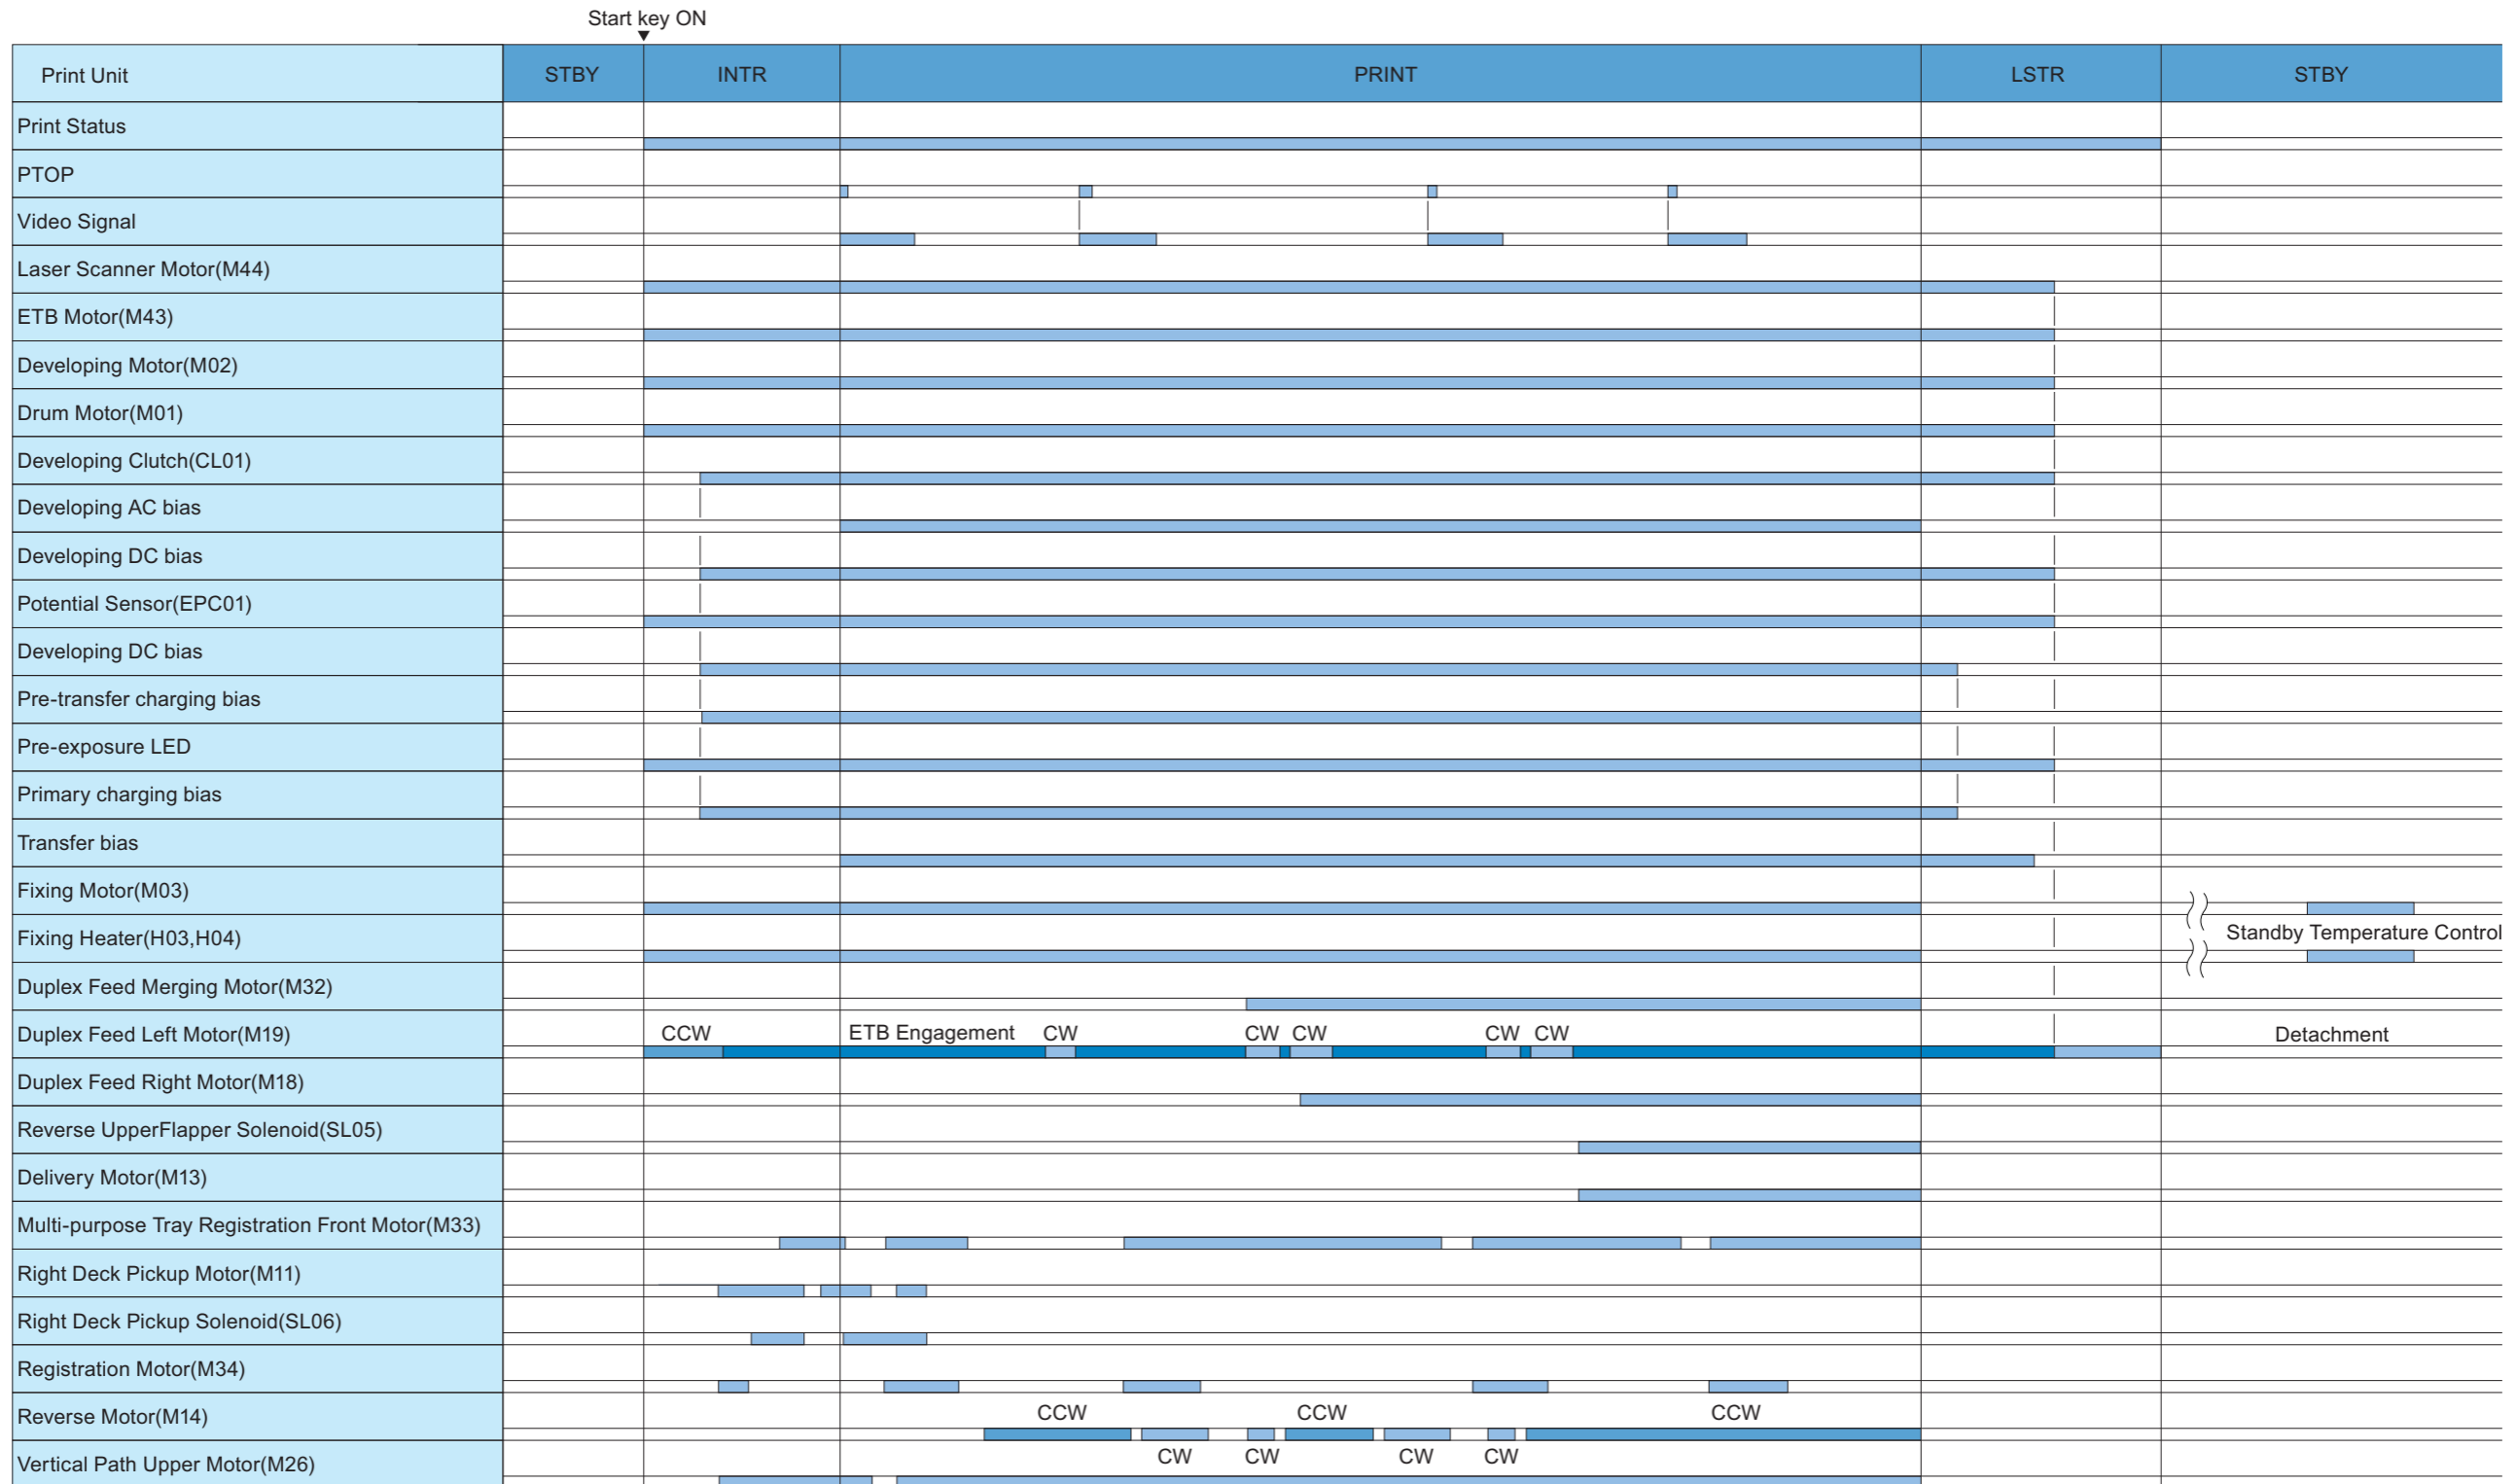 Start key ON
Print Unit STBY INTR PRINT LSTR STBY
Print Status
PTOP
Video Signal
Laser Scanner Motor(M44)
ETB Motor(M43)
Developing Motor(M02)
Drum Motor(M01)
Developing Clutch(CL01)
Developing AC bias
Developing DC bias
Potential Sensor(EPC01)
Developing DC bias
Pre-transfer charging bias
Pre-exposure LED
Primary charging bias
Transfer bias
Fixing Motor(M03)
Standby Temperature Control
Fixing Heater(H03,H04)
Duplex Feed Merging Motor(M32)
Duplex Feed Left Motor(M19) CCW ETB Engagement CW CW CW CW CW Detachment
Duplex Feed Right Motor(M18)
Reverse UpperFlapper Solenoid(SL05)
Delivery Motor(M13)
Multi-purpose Tray Registration Front Motor(M33)
Right Deck Pickup Motor(M11)
Right Deck Pickup Solenoid(SL06)
Registration Motor(M34)
Reverse Motor(M14) CCW CCW CCW
CW CW CW CW
Vertical Path Upper Motor(M26)